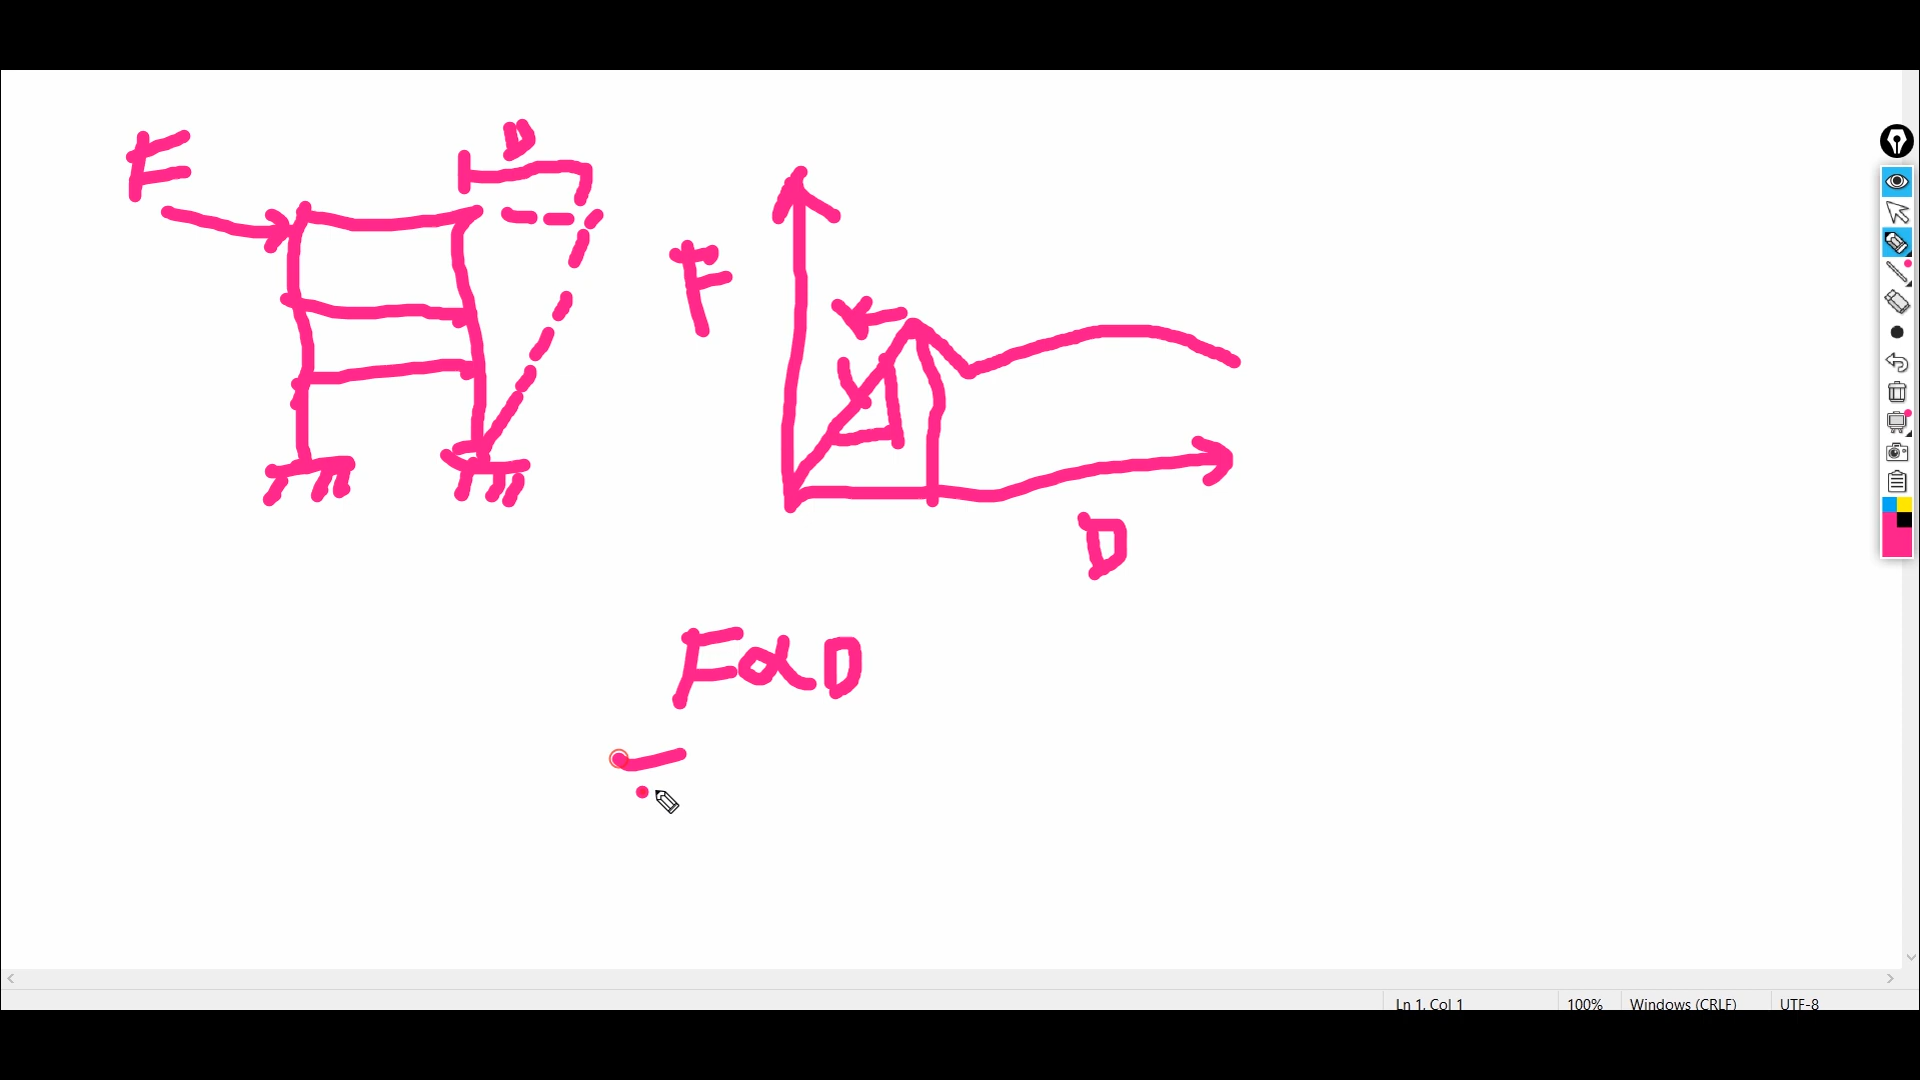 F
D
F
D
F∝D
Ln 1, Col 1
100%
Windows (CRLF)
UTF-8